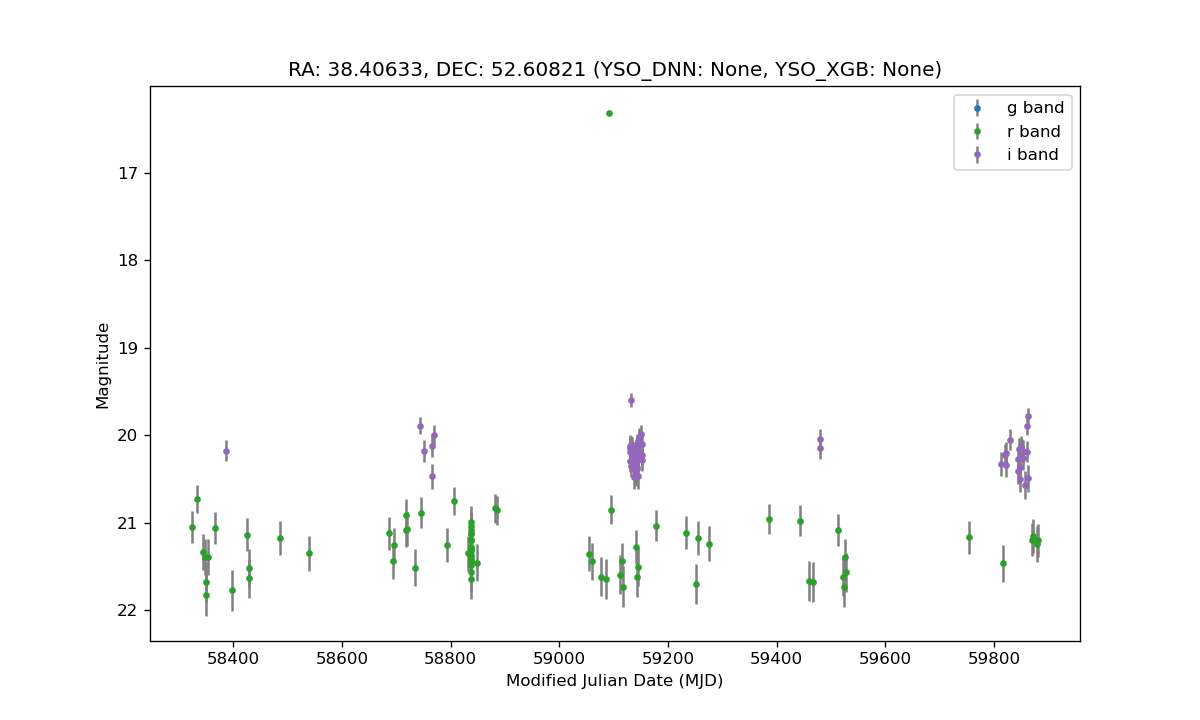 RA: 38.40633, DEC: 52.60821 (YSO_DNN: None, YSO_XGB: None)
g band
r band
i band
17
18
19
20
21
22
Magnitude
58400 58600 58800 59000 59200 59400 59600 59800
Modified Julian Date (MJD)